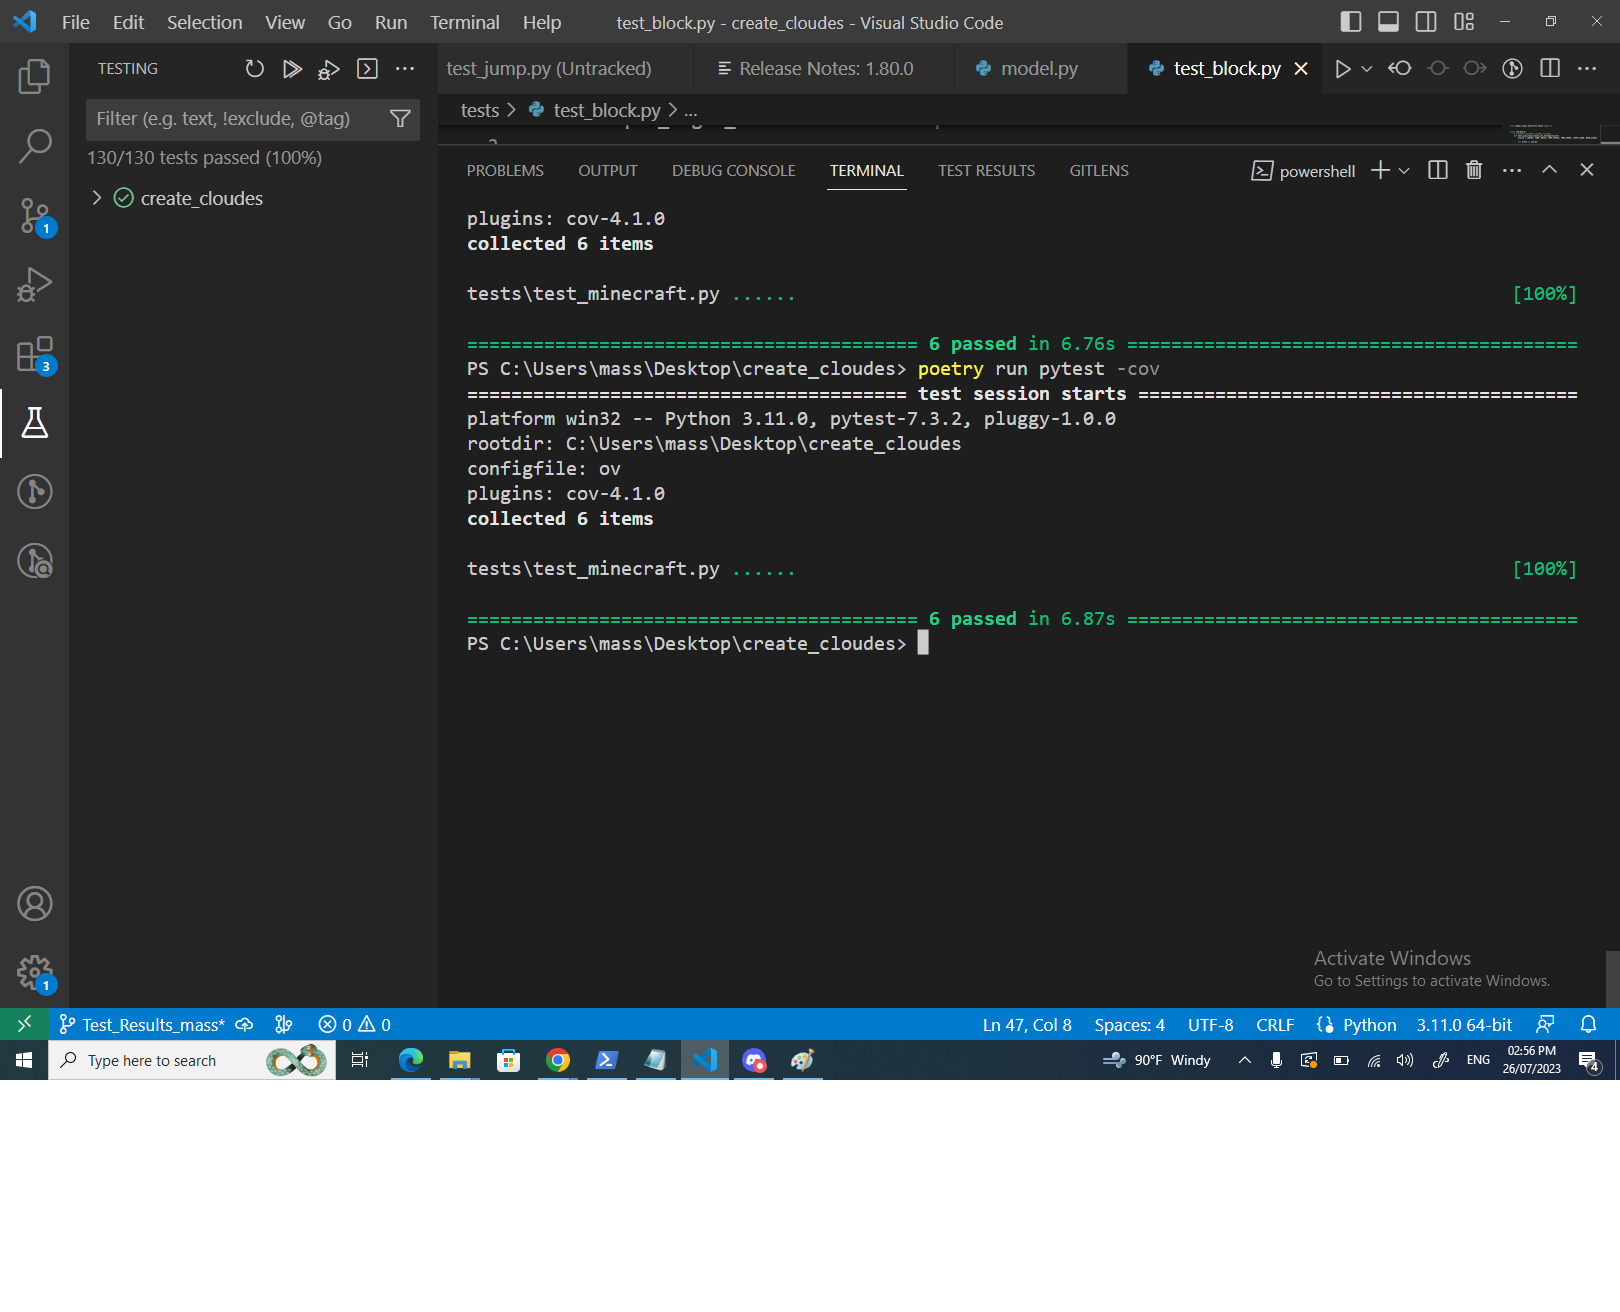 File Edit Selection View Go Run Terminal Help test_block.py - create_cloudes - Visual Studio Code
TESTING
test_jump.py (Untracked) Release Notes: 1.80.0 model.py test_block.py
Filter (e.g. text, !exclude, @tag)
tests > test_block.py > ...
130/130 tests passed (100%)
create_cloudes
PROBLEMS OUTPUT DEBUG CONSOLE TERMINAL TEST RESULTS GITLENS powershell
plugins: cov-4.1.0
collected 6 items
tests\test_minecraft.py ...... [100%]
========================================= 6 passed in 6.76s =========================================
PS C:\Users\mass\Desktop\create_cloudes> poetry run pytest -cov
======================================== test session starts ========================================
platform win32 -- Python 3.11.0, pytest-7.3.2, pluggy-1.0.0
rootdir: C:\Users\mass\Desktop\create_cloudes
configfile: ov
plugins: cov-4.1.0
collected 6 items
tests\test_minecraft.py ...... [100%]
========================================= 6 passed in 6.87s =========================================
PS C:\Users\mass\Desktop\create_cloudes>
1
3
1
Activate Windows
Go to Settings to activate Windows.
Test_Results_mass* 0 0 Ln 47, Col 8 Spaces: 4 UTF-8 CRLF Python 3.11.0 64-bit
Type here to search 90°F Windy ENG 02:56 PM
26/07/2023 4